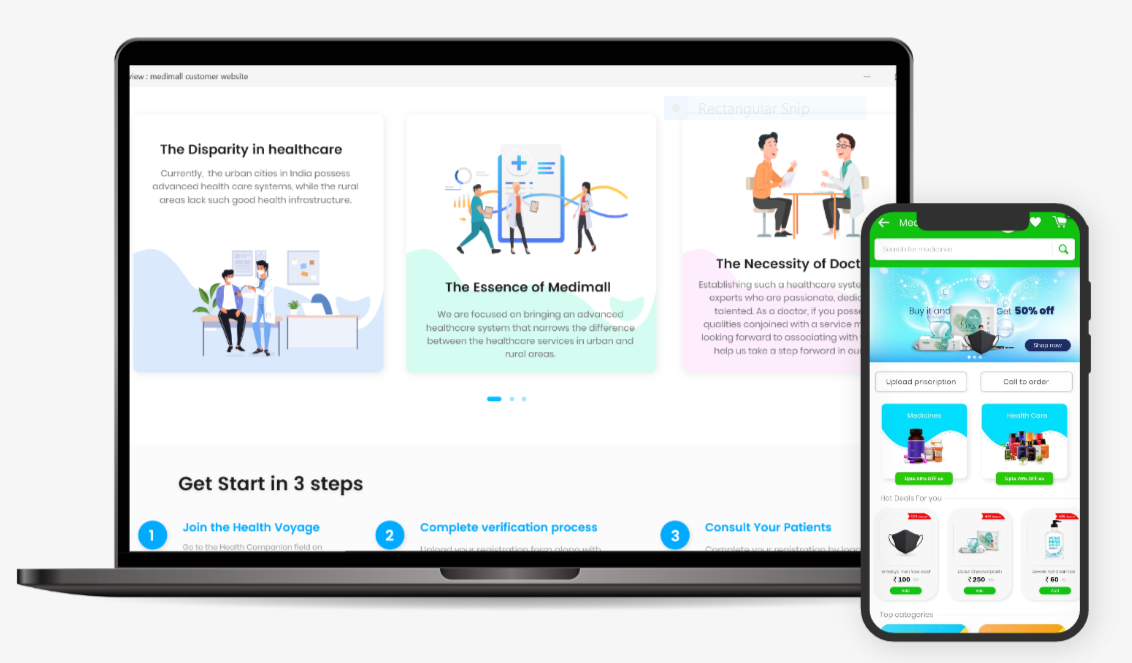 view : medimall customer website
Rectangular Snip
The Disparity in healthcare
Currently, the urban cities in India possess
advanced health care systems, while the rural
areas lack such good health infrastructure.
The Essence of Medimall
We are focused on bringing an advanced
healthcare system that narrows the difference
between the healthcare services in urban and
rural areas.
The Necessity of Doct
Establishing such a healthcare syste
experts who are passionate, dedic
talented. As a doctor, if you posse
qualities conjoined with a service m
looking forward to associating with
help us take a step forward in ou
Get Start in 3 steps
1
Join the Health Voyage
Go to the Health Companion field on
2
Complete verification process
Upload your registration form along with
3
Consult Your Patients
Complete your registration by logg
Med
Search for medicines
Buy it and Get 50% off
Shop now
Upload priscription
Call to order
Medicines
Health Care
Upto 60% OFF on
Upto 70% OFF on
Hot Deals For you
₹ 100
₹ 250
₹ 60
Add
Add
Add
Top categories